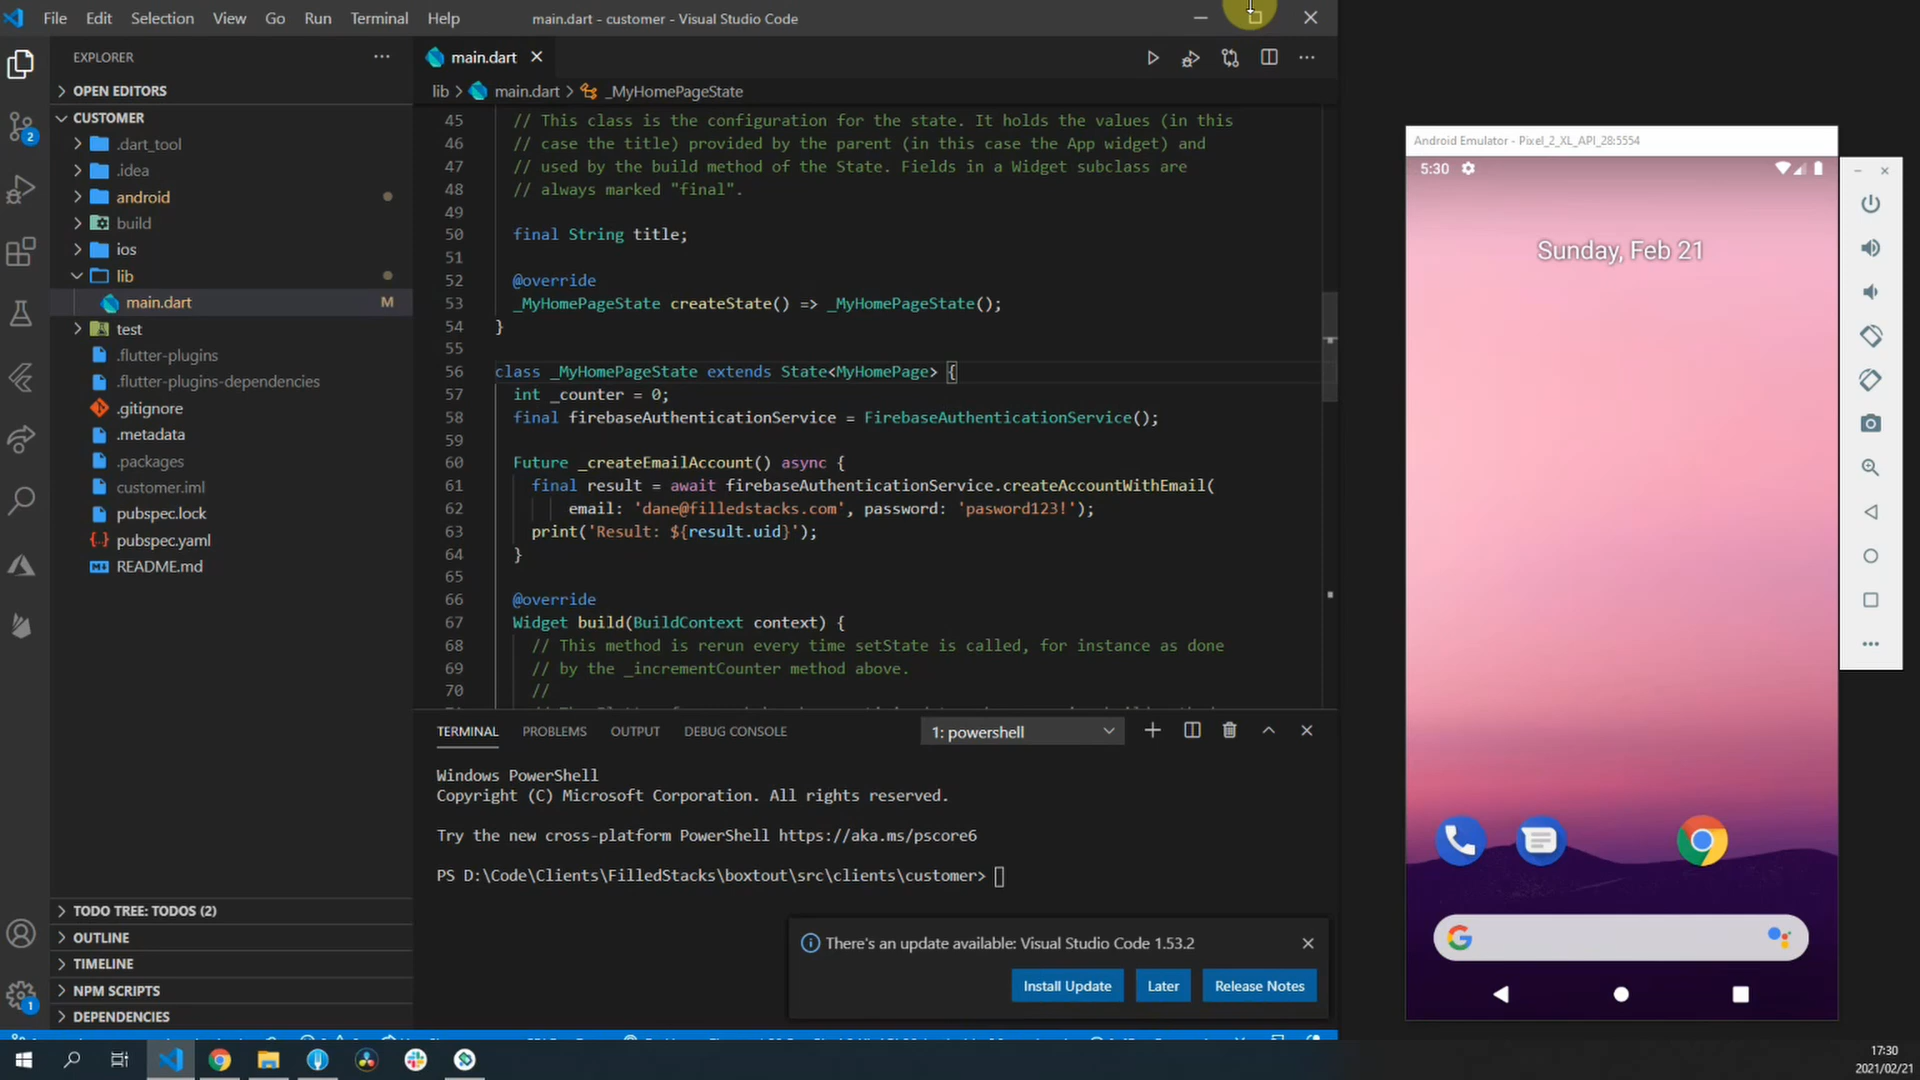 File Edit Selection View Go Run Terminal Help
main.dart - customer - Visual Studio Code
EXPLORER
OPEN EDITORS
CUSTOMER
.dart_tool
.idea
android
build
ios
lib
main.dart M
test
.flutter-plugins
.flutter-plugins-dependencies
.gitignore
.metadata
.packages
customer.iml
pubspec.lock
pubspec.yaml
README.md
TODO TREE: TODOS (2)
OUTLINE
TIMELINE
NPM SCRIPTS
DEPENDENCIES
2
1
main.dart
lib > main.dart > _MyHomePageState
45 // This class is the configuration for the state. It holds the values (in this
46 // case the title) provided by the parent (in this case the App widget) and
47 // used by the build method of the State. Fields in a Widget subclass are
48 // always marked "final".
49
50 final String title;
51
52 @override
53 _MyHomePageState createState() => _MyHomePageState();
54 }
55
56 class _MyHomePageState extends State<MyHomePage> {
57 int _counter = 0;
58 final firebaseAuthenticationService = FirebaseAuthenticationService();
59
60 Future _createEmailAccount() async {
61 final result = await firebaseAuthenticationService.createAccountWithEmail(
62 email: 'dane@filledstacks.com', password: 'pasword123!');
63 print('Result: ${result.uid}');
64 }
65
66 @override
67 Widget build(BuildContext context) {
68 // This method is rerun every time setState is called, for instance as done
69 // by the _incrementCounter method above.
70 //
TERMINAL PROBLEMS OUTPUT DEBUG CONSOLE
1: powershell
Windows PowerShell
Copyright (C) Microsoft Corporation. All rights reserved.
Try the new cross-platform PowerShell https://aka.ms/pscore6
PS D:\Code\Clients\FilledStacks\boxtout\src\clients\customer>
There's an update available: Visual Studio Code 1.53.2
Install Update Later Release Notes
Android Emulator - Pixel_2_XL_API_28:5554
5:30
Sunday, Feb 21
17:30
2021/02/21